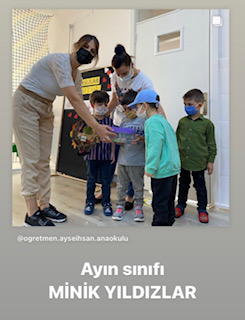 @ogretmen.ayseihsan.anaokulu
Ayın sınıfı
MİNİK YILDIZLAR